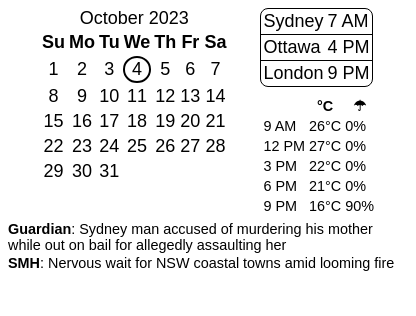 October 2023
Su Mo Tu We Th Fr Sa
1 2 3 4 5 6 7
8 9 10 11 12 13 14
15 16 17 18 19 20 21
22 23 24 25 26 27 28
29 30 31
Sydney 7 AM
Ottawa 4 PM
London 9 PM
°C ☂
9 AM 26°C 0%
12 PM 27°C 0%
3 PM 22°C 0%
6 PM 21°C 0%
9 PM 16°C 90%
Guardian: Sydney man accused of murdering his mother
while out on bail for allegedly assaulting her
SMH: Nervous wait for NSW coastal towns amid looming fire